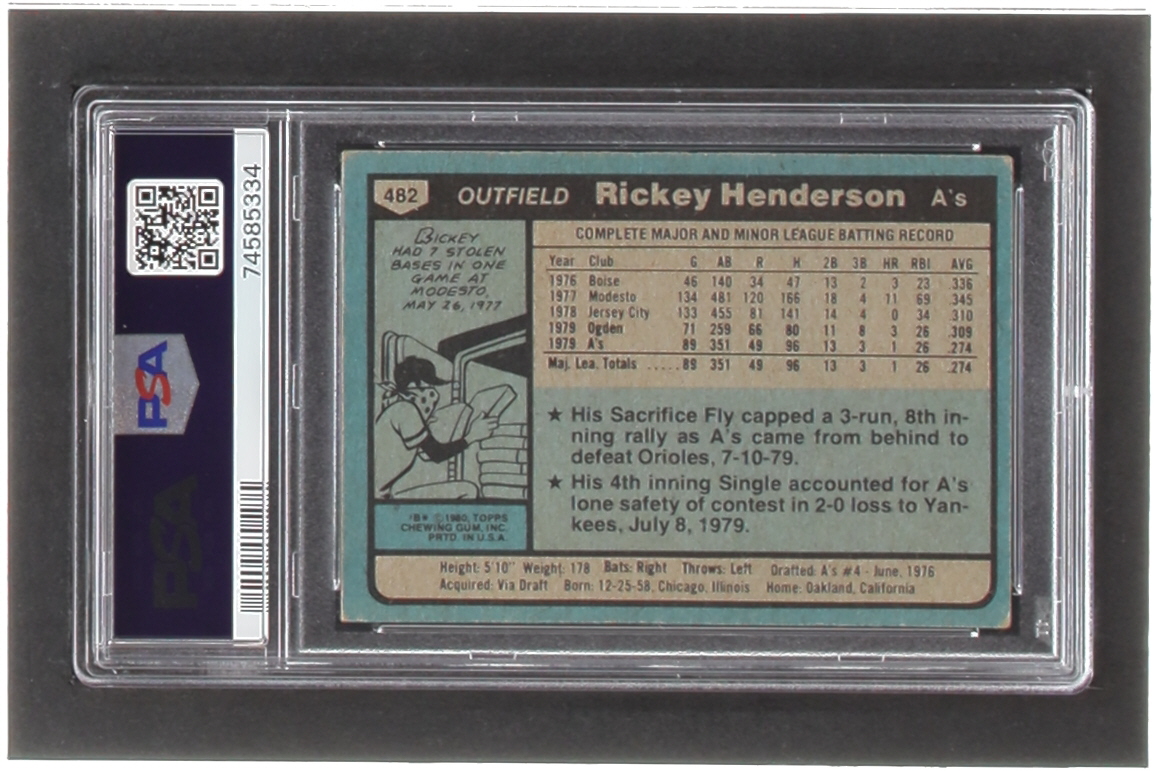 74585334
PSA
PSA
482 OUTFIELD Rickey Henderson A's
RICKEY
HAD 7 STOLEN
BASES IN ONE
GAME AT
MODESTO,
MAY 26, 1977
COMPLETE MAJOR AND MINOR LEAGUE BATTING RECORD
Year Club G AB R H 2B 3B HR RBI AVG
1976 Boise 46 140 34 47 13 2 3 23 .336
1977 Modesto 134 481 120 166 18 4 11 69 .345
1978 Jersey City 133 455 81 141 14 4 0 34 .310
1979 Ogden 71 259 66 80 11 8 3 26 .309
1979 A's 89 351 49 96 13 3 1 26 .274
Maj. Lea. Totals ..... 89 351 49 96 13 3 1 26 .274
★ His Sacrifice Fly capped a 3-run, 8th in-
ning rally as A's came from behind to
defeat Orioles, 7-10-79.
★ His 4th inning Single accounted for A's
lone safety of contest in 2-0 loss to Yan-
kees, July 8, 1979.
*B* ©1980, TOPPS
CHEWING GUM, INC.
PRTD. IN U.S.A.
Height: 5'10" Weight: 178 Bats: Right Throws: Left Drafted: A's #4 - June, 1976
Acquired: Via Draft Born: 12-25-58, Chicago, Illinois Home: Oakland, California